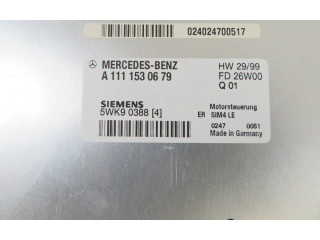 024024700517
MERCEDES-BENZ
A 111 153 06 79
HW 29/99
FD 26W00
Q 01
SIEMENS
5WK9 0388 [4]
Motorsteuerung
ER SIM4 LE
0247 0051
Made in Germany